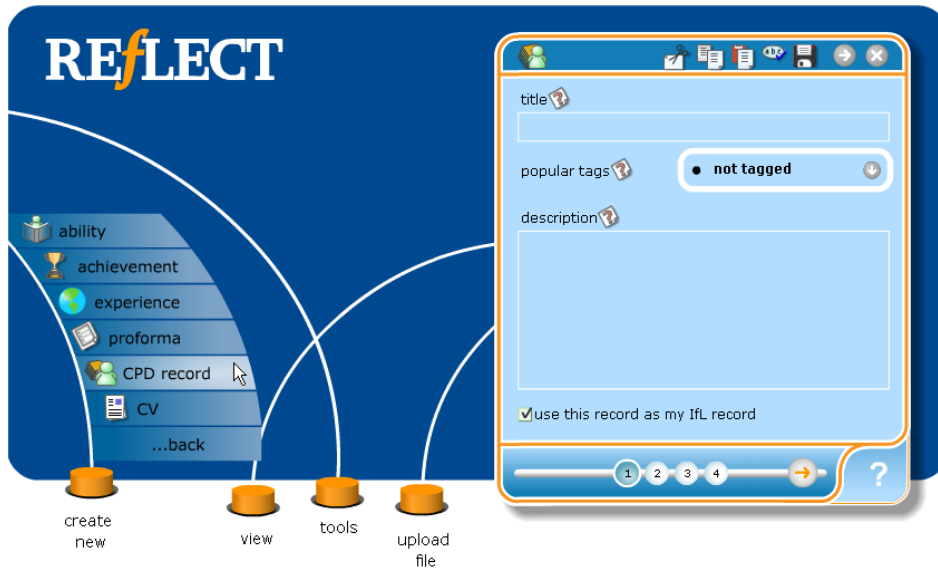 REfLECT
ability
achievement
experience
proforma
CPD record
CV
...back
create
new
view
tools
upload
file
abc
title ?
popular tags ?
not tagged
description ?
use this record as my IfL record
1 2 3 4
?